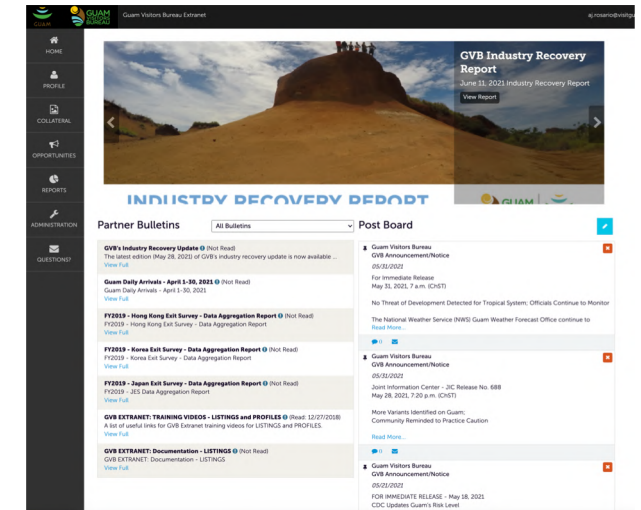 GUAM
GUAM
VISITORS
BUREAU
Guam Visitors Bureau Extranet
aj.rosario@visitgu
HOME
PROFILE
COLLATERAL
OPPORTUNITIES
REPORTS
ADMINISTRATION
QUESTIONS?
GVB Industry Recovery
Report
June 11, 2021 Industry Recovery Report
View Report
INDUSTRY RECOVERY REPORT
GUAM
Partner Bulletins
All Bulletins
GVB's Industry Recovery Update (Not Read)
The latest edition (May 28, 2021) of GVB's industry recovery update is now available ...
View Full
Guam Daily Arrivals - April 1-30, 2021 (Not Read)
Guam Daily Arrivals - April 1-30, 2021
View Full
FY2019 - Hong Kong Exit Survey - Data Aggregation Report (Not Read)
FY2019 - Hong Kong Exit Survey - Data Aggregation Report
View Full
FY2019 - Korea Exit Survey - Data Aggregation Report (Not Read)
FY2019 - Korea Exit Survey - Data Aggregation Report
View Full
FY2019 - Japan Exit Survey - Data Aggregation Report (Not Read)
FY2019 - JES Data Aggregation Report
View Full
GVB EXTRANET: TRAINING VIDEOS - LISTINGS and PROFILES (Read: 12/27/2018)
A list of useful links for GVB Extranet training videos for LISTINGS and PROFILES.
View Full
GVB EXTRANET: Documentation - LISTINGS (Not Read)
GVB EXTRANET: Documentation - LISTINGS
View Full
Post Board
Guam Visitors Bureau
GVB Announcement/Notice
05/31/2021
For Immediate Release
May 31, 2021, 7 a.m. (ChST)
No Threat of Development Detected for Tropical System; Officials Continue to Monitor
The National Weather Service (NWS) Guam Weather Forecast Office continue to
Read More...
0
Guam Visitors Bureau
GVB Announcement/Notice
05/31/2021
Joint Information Center - JIC Release No. 688
May 28, 2021, 7:20 p.m. (ChST)
More Variants Identified on Guam;
Community Reminded to Practice Caution
Read More...
0
Guam Visitors Bureau
GVB Announcement/Notice
05/21/2021
FOR IMMEDIATE RELEASE - May 18, 2021
CDC Updates Guam's Risk Level